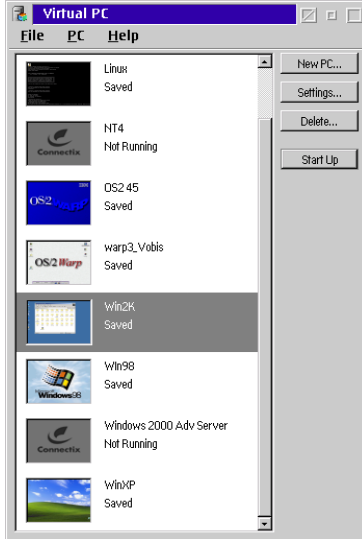 Virtual PC
File PC Help
New PC...
Settings...
Delete...
Start Up
Linux
Saved
Connectix
NT4
Not Running
OS/2
OS2 45
Saved
OS/2 Warp
warp3_Vobis
Saved
Win2K
Saved
Windows98
WIn98
Saved
Connectix
Windows 2000 Adv Server
Not Running
WinXP
Saved